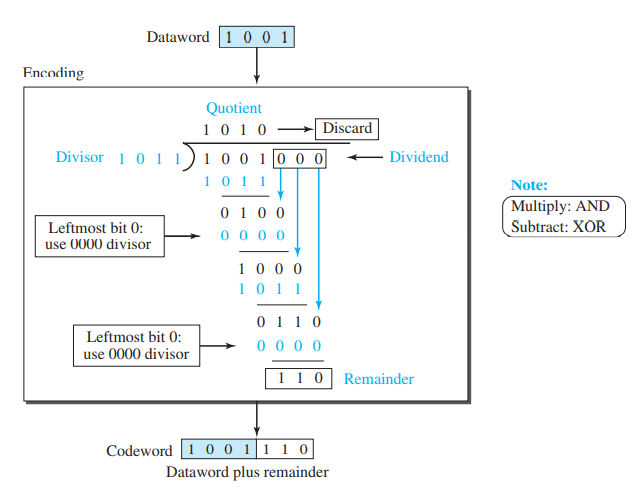 Dataword 1 0 0 1
Encoding
Quotient
1 0 1 0 Discard
Divisor 1 0 1 1 1 0 0 1 0 0 0 Dividend
1 0 1 1
0 1 0 0
Leftmost bit 0:
use 0000 divisor
0 0 0 0
1 0 0 0
1 0 1 1
0 1 1 0
Leftmost bit 0:
use 0000 divisor
0 0 0 0
1 1 0 Remainder
Note:
Multiply: AND
Subtract: XOR
Codeword 1 0 0 1 1 1 0
Dataword plus remainder